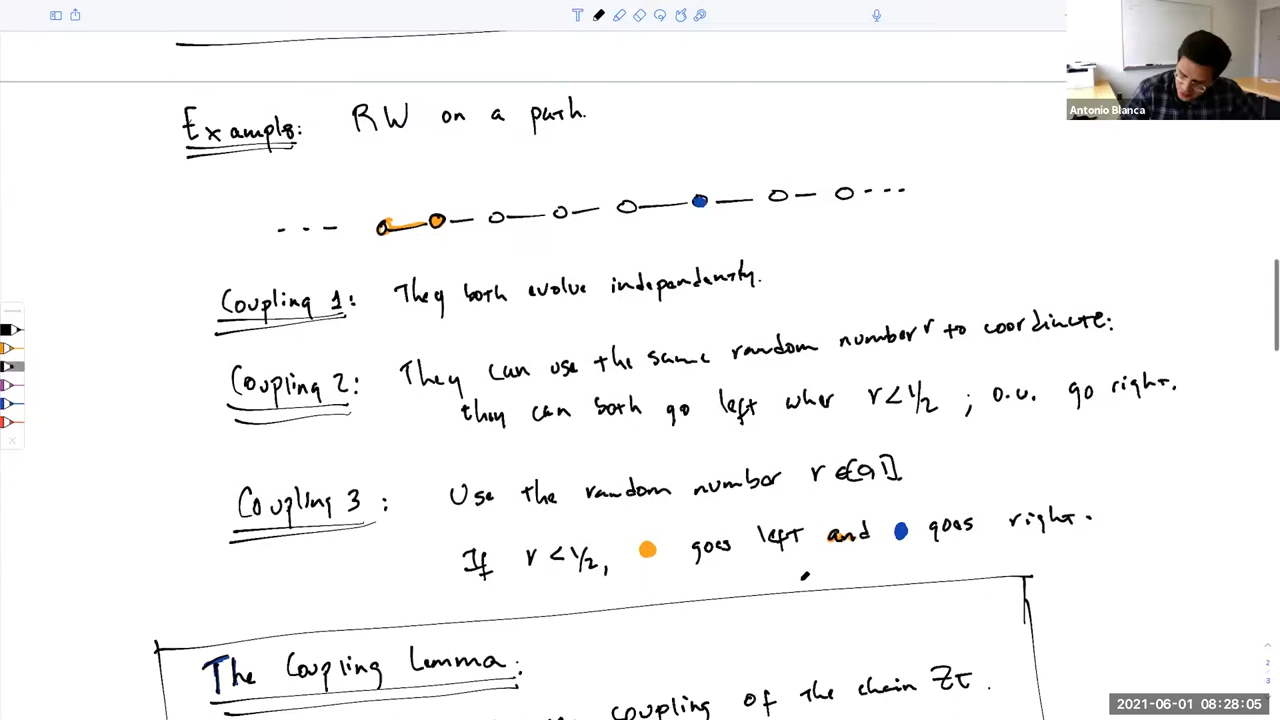 Antonio Blanca
Example: RW on a path.
Coupling 1: They both evolve independently.
Coupling 2: They can use the same random number r to coordinate:
they can both go left when r < 1/2 ; o.w. go right.
Coupling 3: Use the random number r ∈ [0,1]
If r < 1/2, goes left and goes right.
The Coupling Lemma:
coupling of the chain
2021-06-01 08:28:05